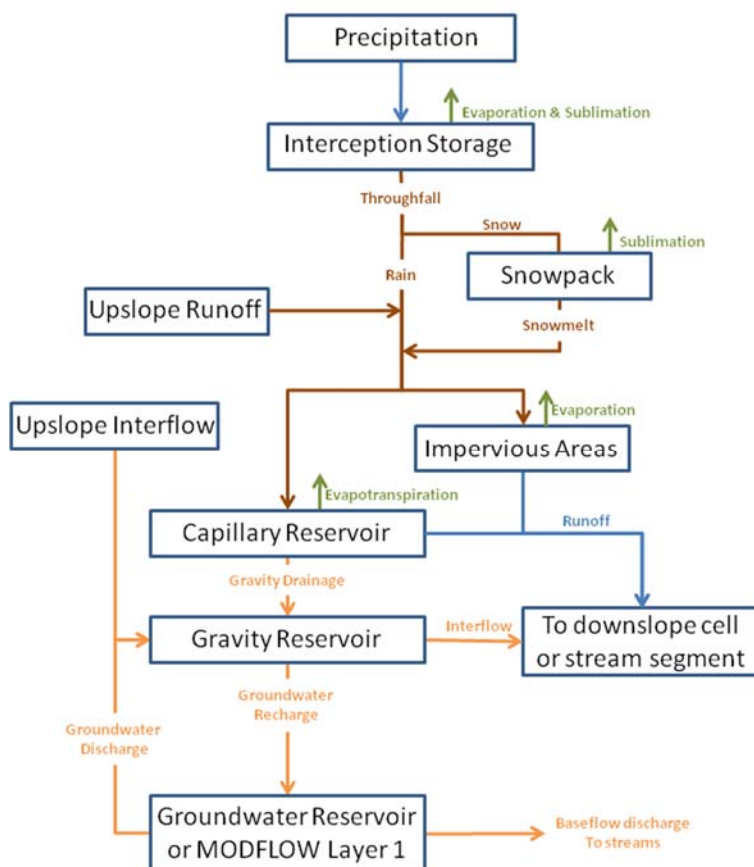 Precipitation
Evaporation & Sublimation
Interception Storage
Throughfall
Snow
Sublimation
Rain
Snowpack
Upslope Runoff
Snowmelt
Evaporation
Upslope Interflow
Impervious Areas
Evapotranspiration
Capillary Reservoir
Runoff
Gravity Drainage
Gravity Reservoir
Interflow
To downslope cell
or stream segment
Groundwater
Recharge
Groundwater
Discharge
Groundwater Reservoir
or MODFLOW Layer 1
Baseflow discharge
To streams